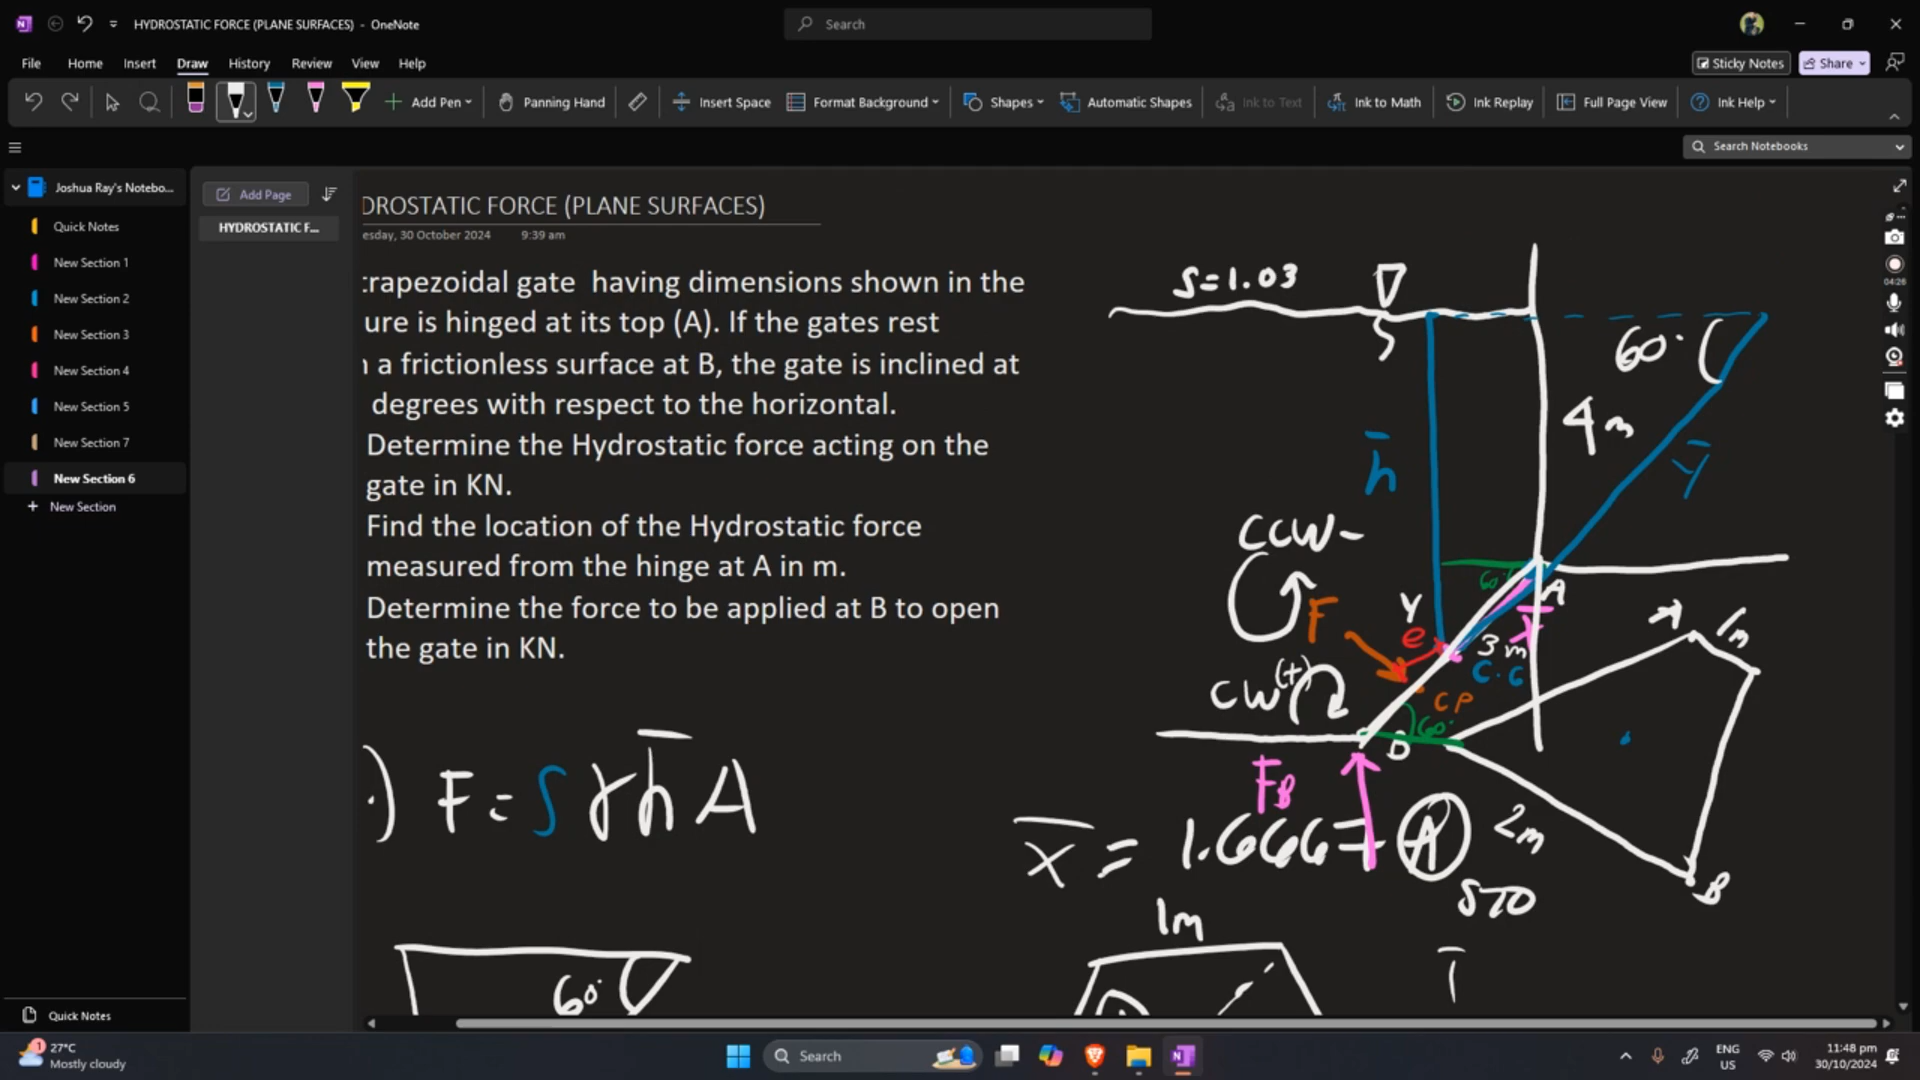 HYDROSTATIC FORCE (PLANE SURFACES) - OneNote
Search
File Home Insert Draw History Review View Help
Sticky Notes Share
Add Pen Panning Hand Insert Space Format Background Shapes Automatic Shapes Ink to Text Ink to Math Ink Replay Full Page View Ink Help
Search Notebooks
Joshua Ray's Notebo...
Quick Notes
New Section 1
New Section 2
New Section 3
New Section 4
New Section 5
New Section 7
New Section 6
New Section
Quick Notes
Add Page
HYDROSTATIC F...
DROSTATIC FORCE (PLANE SURFACES)
esday, 30 October 2024 9:39 am
trapezoidal gate having dimensions shown in the
ure is hinged at its top (A). If the gates rest
a frictionless surface at B, the gate is inclined at
degrees with respect to the horizontal.
Determine the Hydrostatic force acting on the
gate in KN.
Find the location of the Hydrostatic force
measured from the hinge at A in m.
Determine the force to be applied at B to open
the gate in KN.
S=1.03
60°
4m
h̄
ȳ
CCW -
60°
A
F
Y
e
3m
C.G
A
1m
CW (+)
CP
60°
B
FB
·) F = S γ h̄ A
x̄ = 1.6667 A
STO
2m
B
1m
60°
Ī
04:26
27°C
Mostly cloudy
Search
ENG
US
11:48 pm
30/10/2024